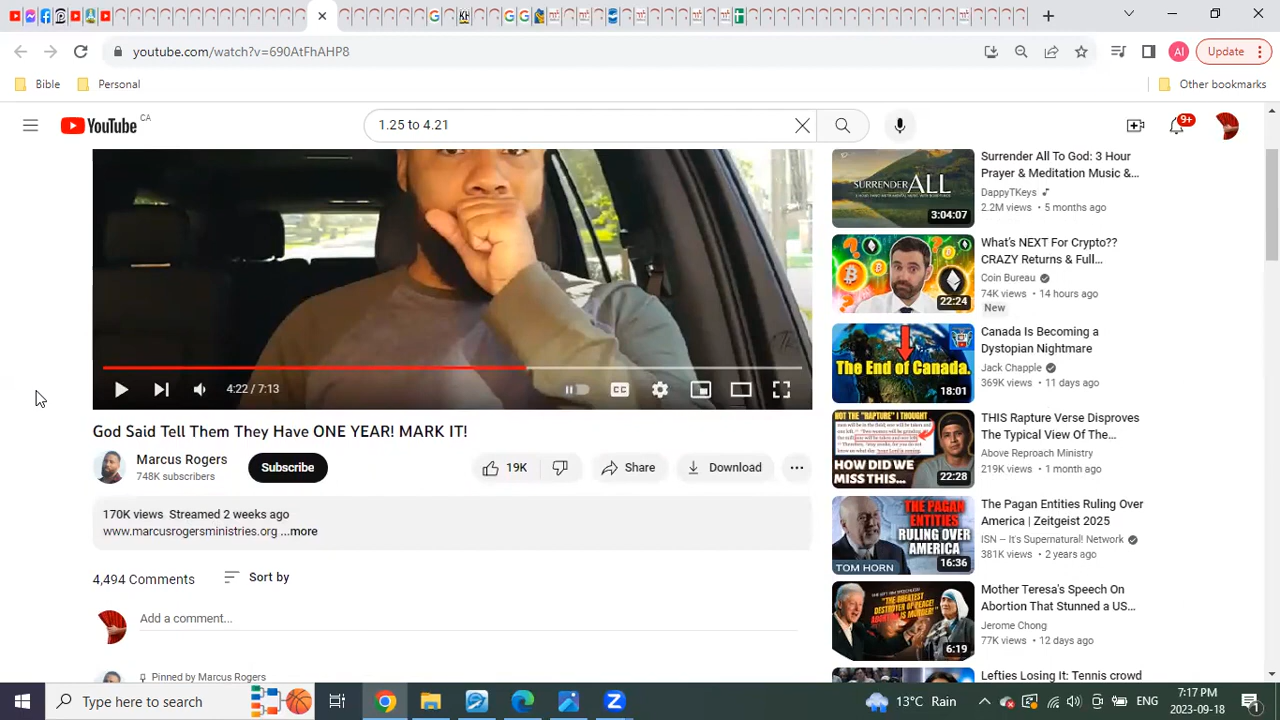 youtube.com/watch?v=690AtFhAHP8
Update
Bible
Personal
Other bookmarks
YouTube CA
1.25 to 4.21
9+
AI
SURRENDER ALL
3:04:07
Surrender All To God: 3 Hour
Prayer & Meditation Music &...
DappyTKeys
2.2M views • 5 months ago
22:24
What's NEXT For Crypto??
CRAZY Returns & Full...
Coin Bureau
74K views • 14 hours ago
New
The End of Canada.
18:01
Canada Is Becoming a
Dystopian Nightmare
Jack Chapple
369K views • 11 days ago
NOT THE "RAPTURE" I THOUGHT
HOW DID WE
MISS THIS...
22:28
THIS Rapture Verse Disproves
The Typical View Of The...
Above Reproach Ministry
219K views • 1 month ago
THE PAGAN
ENTITIES
RULING OVER
AMERICA
TOM HORN
16:36
The Pagan Entities Ruling Over
America | Zeitgeist 2025
ISN – It's Supernatural! Network
381K views • 2 years ago
6:19
Mother Teresa's Speech On
Abortion That Stunned a US...
Jerome Chong
77K views • 12 days ago
Lefties Losing It: Tennis crowd
4:22 / 7:13
CC
God Said Tell Them They Have ONE YEAR! MARK IT!
Marcus Rogers
748K subscribers
Subscribe
19K
Share
Download
170K views Streamed 2 weeks ago
www.marcusrogersministries.org ...more
4,494 Comments
Sort by
Add a comment...
Pinned by Marcus Rogers
Type here to search
13°C Rain
ENG
7:17 PM
2023-09-18
1